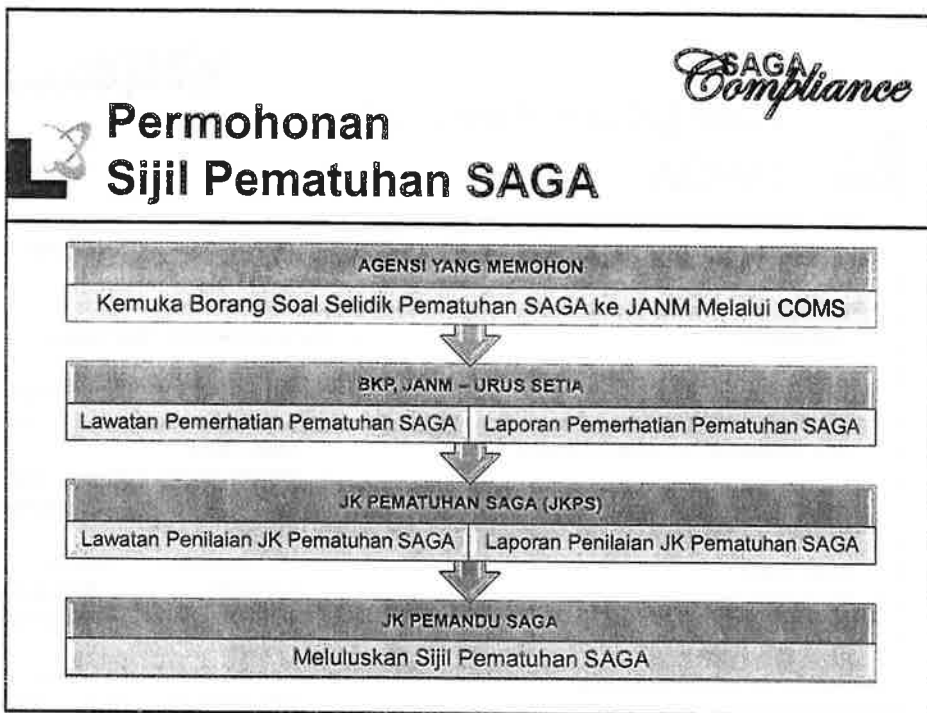 SAGA
Compliance
Permohonan
Sijil Pematuhan SAGA
AGENSI YANG MEMOHON
Kemuka Borang Soal Selidik Pematuhan SAGA ke JANM Melalui COMS
BKP, JANM – URUS SETIA
Lawatan Pemerhatian Pematuhan SAGA
Laporan Pemerhatian Pematuhan SAGA
JK PEMATUHAN SAGA (JKPS)
Lawatan Penilaian JK Pematuhan SAGA
Laporan Penilaian JK Pematuhan SAGA
JK PEMANDU SAGA
Meluluskan Sijil Pematuhan SAGA